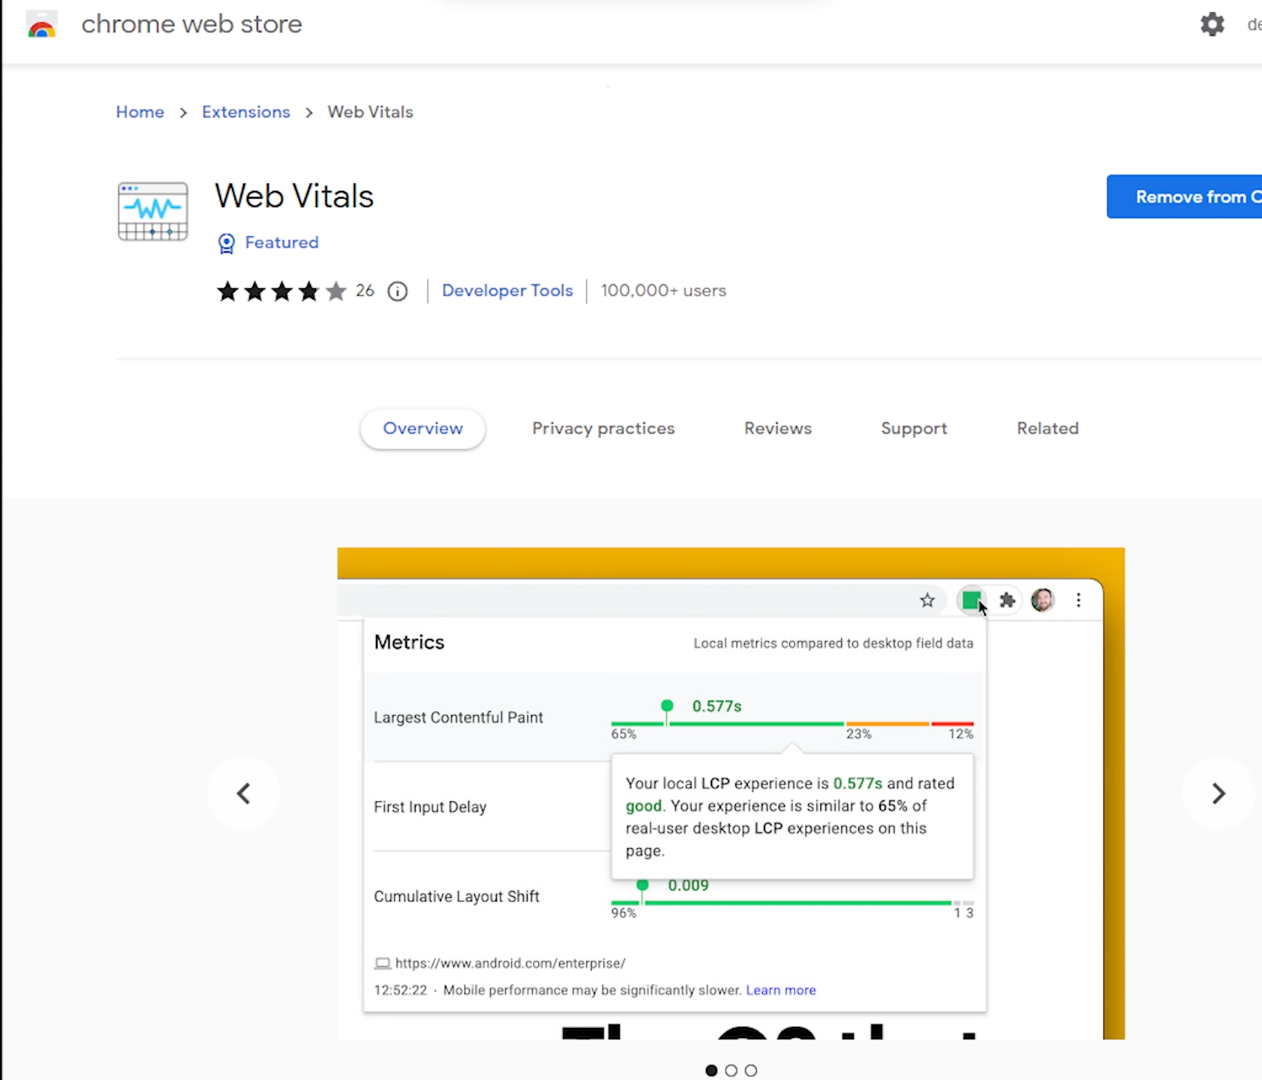 chrome web store
Home > Extensions > Web Vitals
Web Vitals
Remove from
Featured
26 | Developer Tools | 100,000+ users
Overview Privacy practices Reviews Support Related
Metrics Local metrics compared to desktop field data
Largest Contentful Paint 0.577s
65% 23% 12%
Your local LCP experience is 0.577s and rated
good. Your experience is similar to 65% of
real-user desktop LCP experiences on this
page.
First Input Delay
Cumulative Layout Shift 0.009
96% 1 3
https://www.android.com/enterprise/
12:52:22 · Mobile performance may be significantly slower. Learn more